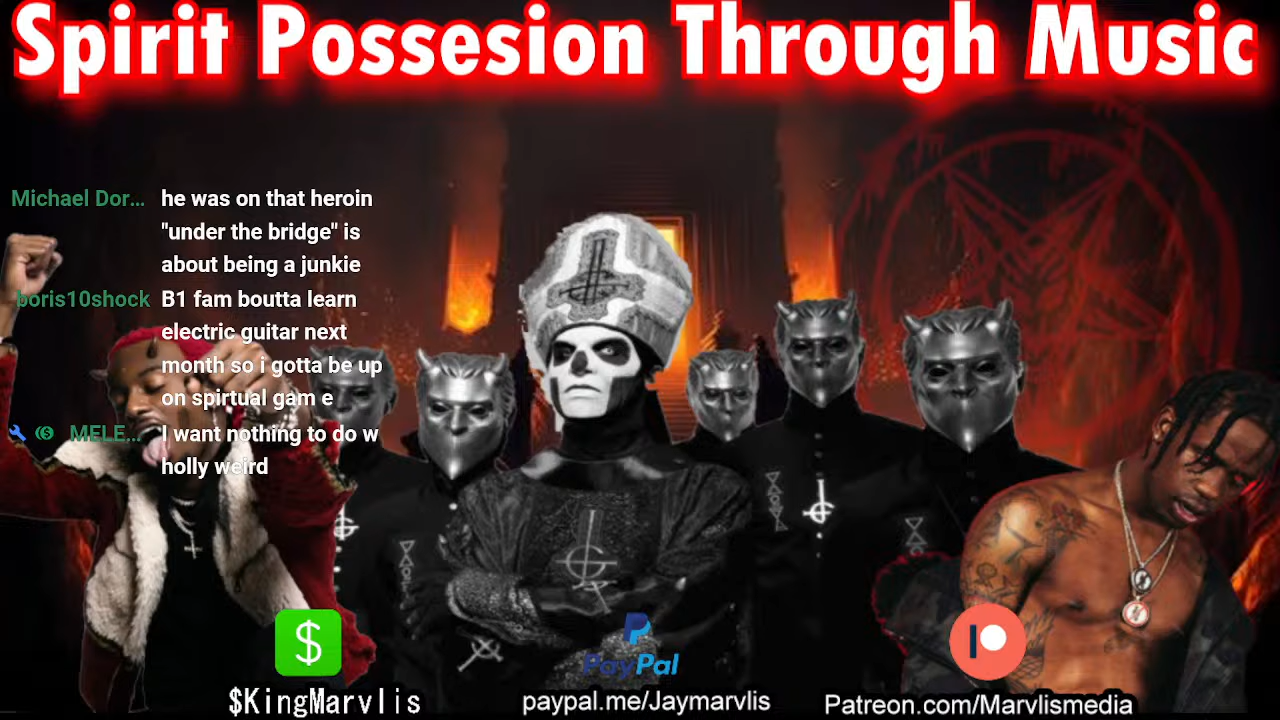 Spirit Possesion Through Music
Michael Dor... he was on that heroin
"under the bridge" is
about being a junkie
boris10shock B1 fam boutta learn
electric guitar next
month so i gotta be up
on spirtual gam e
MELE... I want nothing to do w
holly weird
$
PayPal
$KingMarvlis
paypal.me/Jaymarvlis
Patreon.com/Marvlismedia